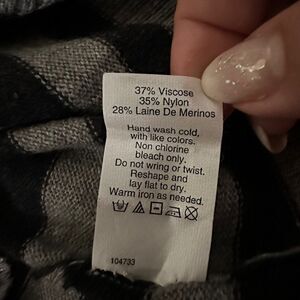 37% Viscose
35% Nylon
28% Laine De Merinos
Hand wash cold,
with like colors.
Non chlorine
bleach only.
Do not wring or twist.
Reshape and
lay flat to dry.
Warm iron as needed.
104733